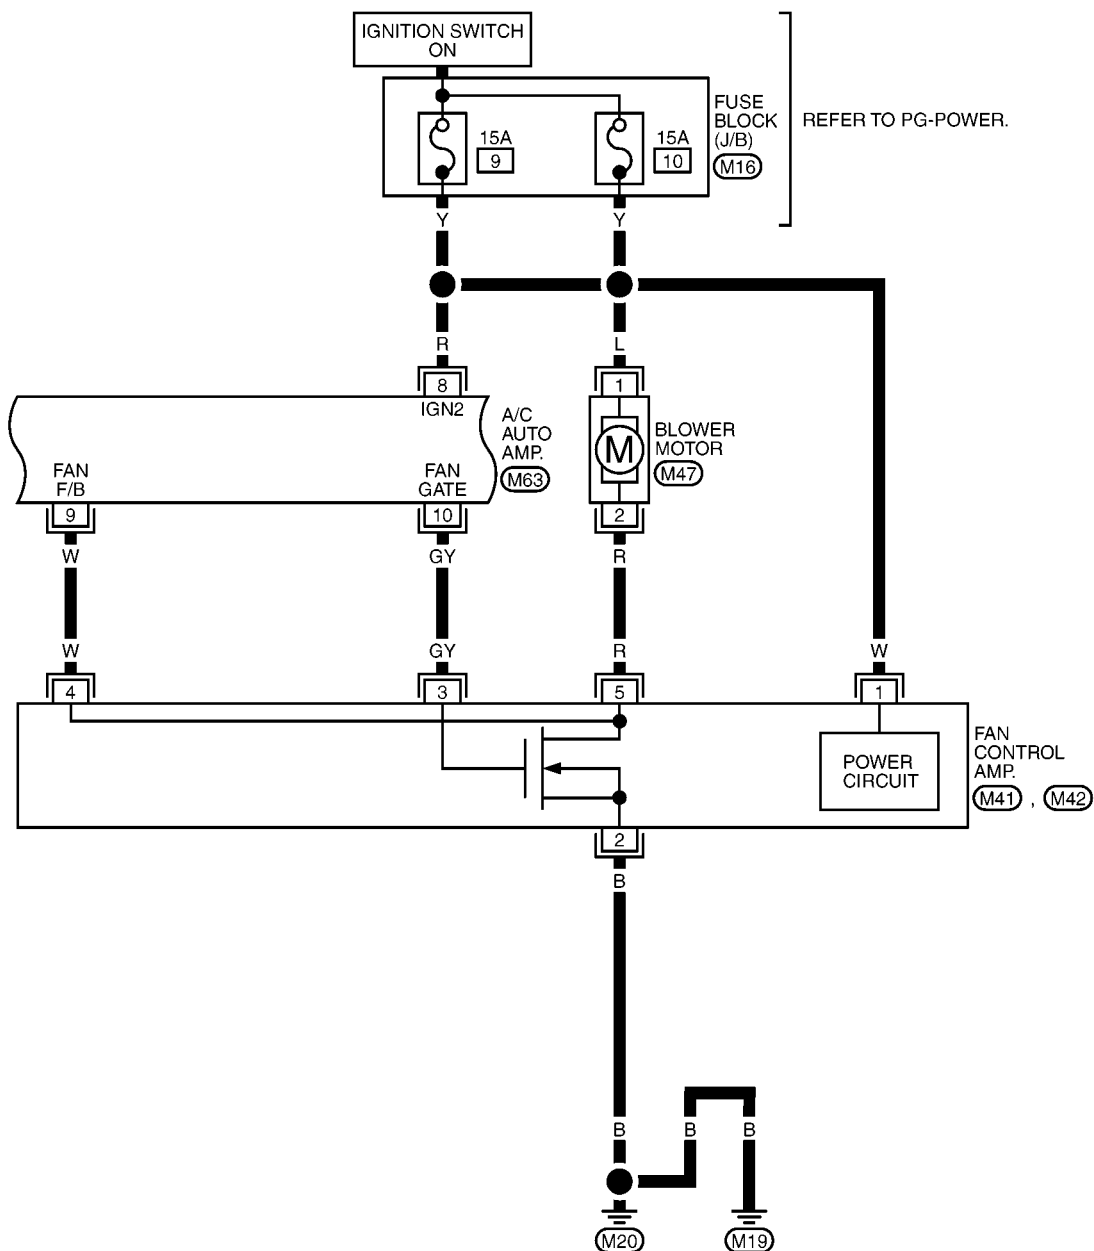 IGNITION SWITCH
ON
FUSE
BLOCK
(J/B)
M16
REFER TO PG-POWER.
15A
9
15A
10
Y
Y
R
L
8
1
IGN2
A/C
AUTO
AMP.
M63
BLOWER
MOTOR
M47
M
FAN
F/B
FAN
GATE
9
10
2
W
GY
R
W
GY
R
W
4
3
5
1
POWER
CIRCUIT
FAN
CONTROL
AMP.
M41 , M42
2
B
B
B
B
M20
M19